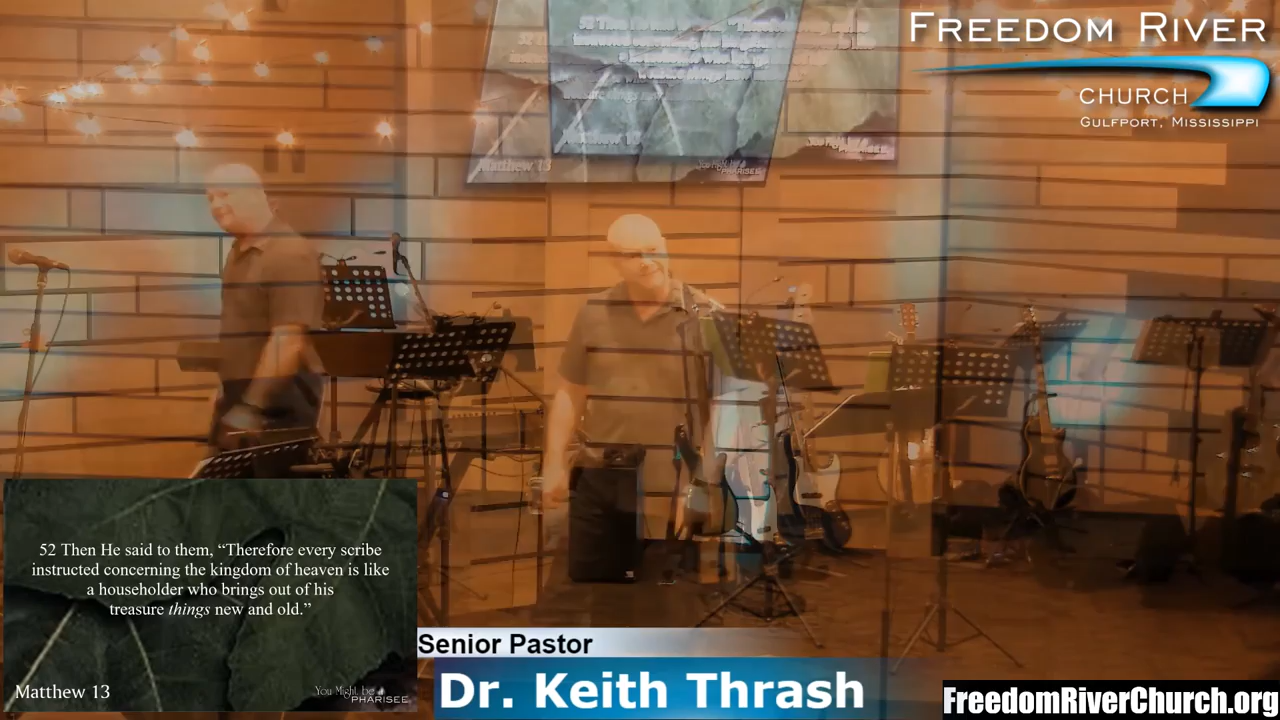 FREEDOM RIVER
CHURCH
GULFPORT, MISSISSIPPI
Matthew 13
PHARISEE
52 Then He said to them, “Therefore every scribe
instructed concerning the kingdom of heaven is like
a householder who brings out of his
treasure things new and old.”
Matthew 13
You Might be a
PHARISEE
Senior Pastor
Dr. Keith Thrash
FreedomRiverChurch.org